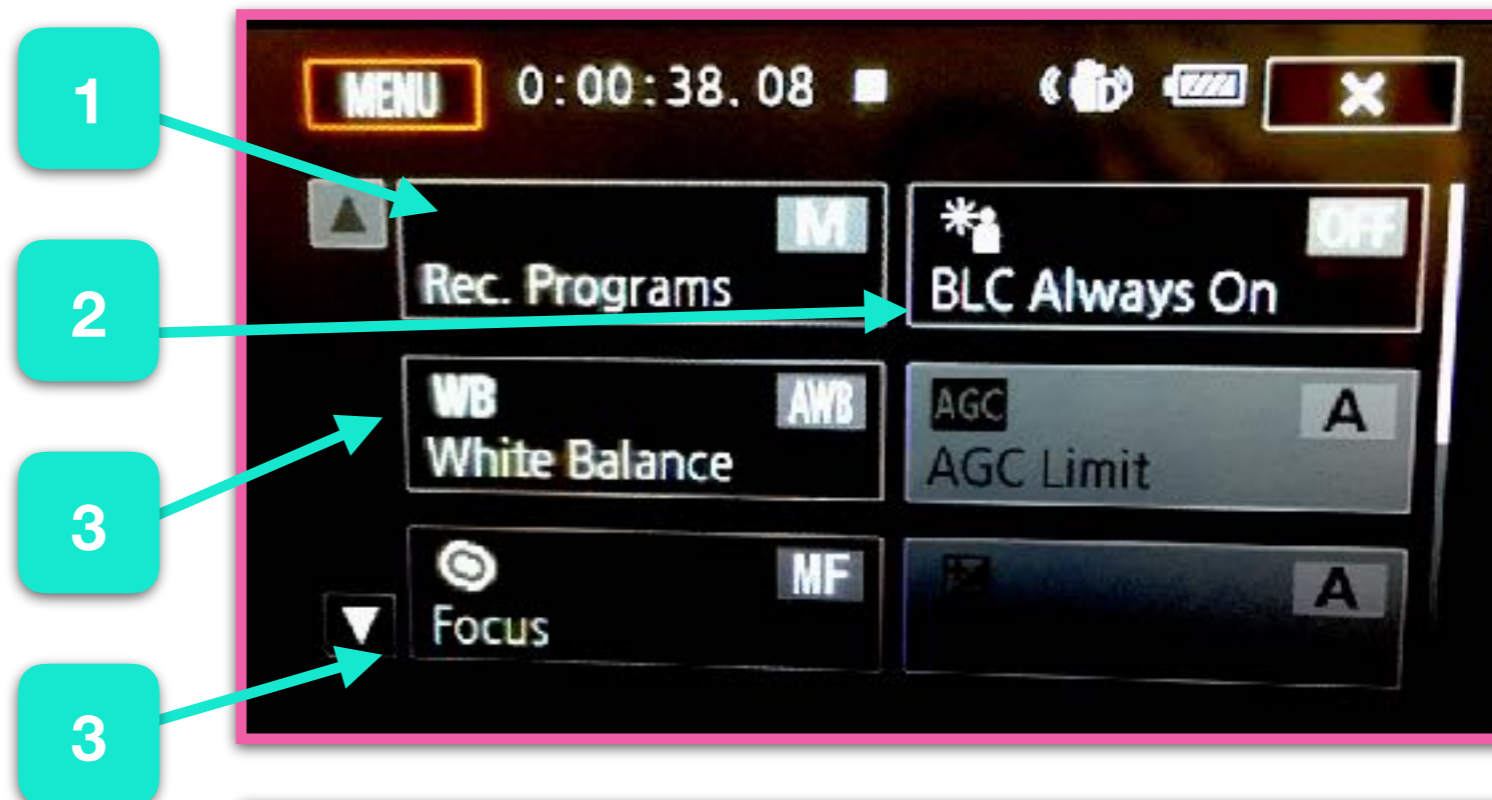 1
MENU 0:00:38.08
M OFF
Rec. Programs BLC Always On
2
WB AWB AGC A
White Balance AGC Limit
3
MF A
Focus
3